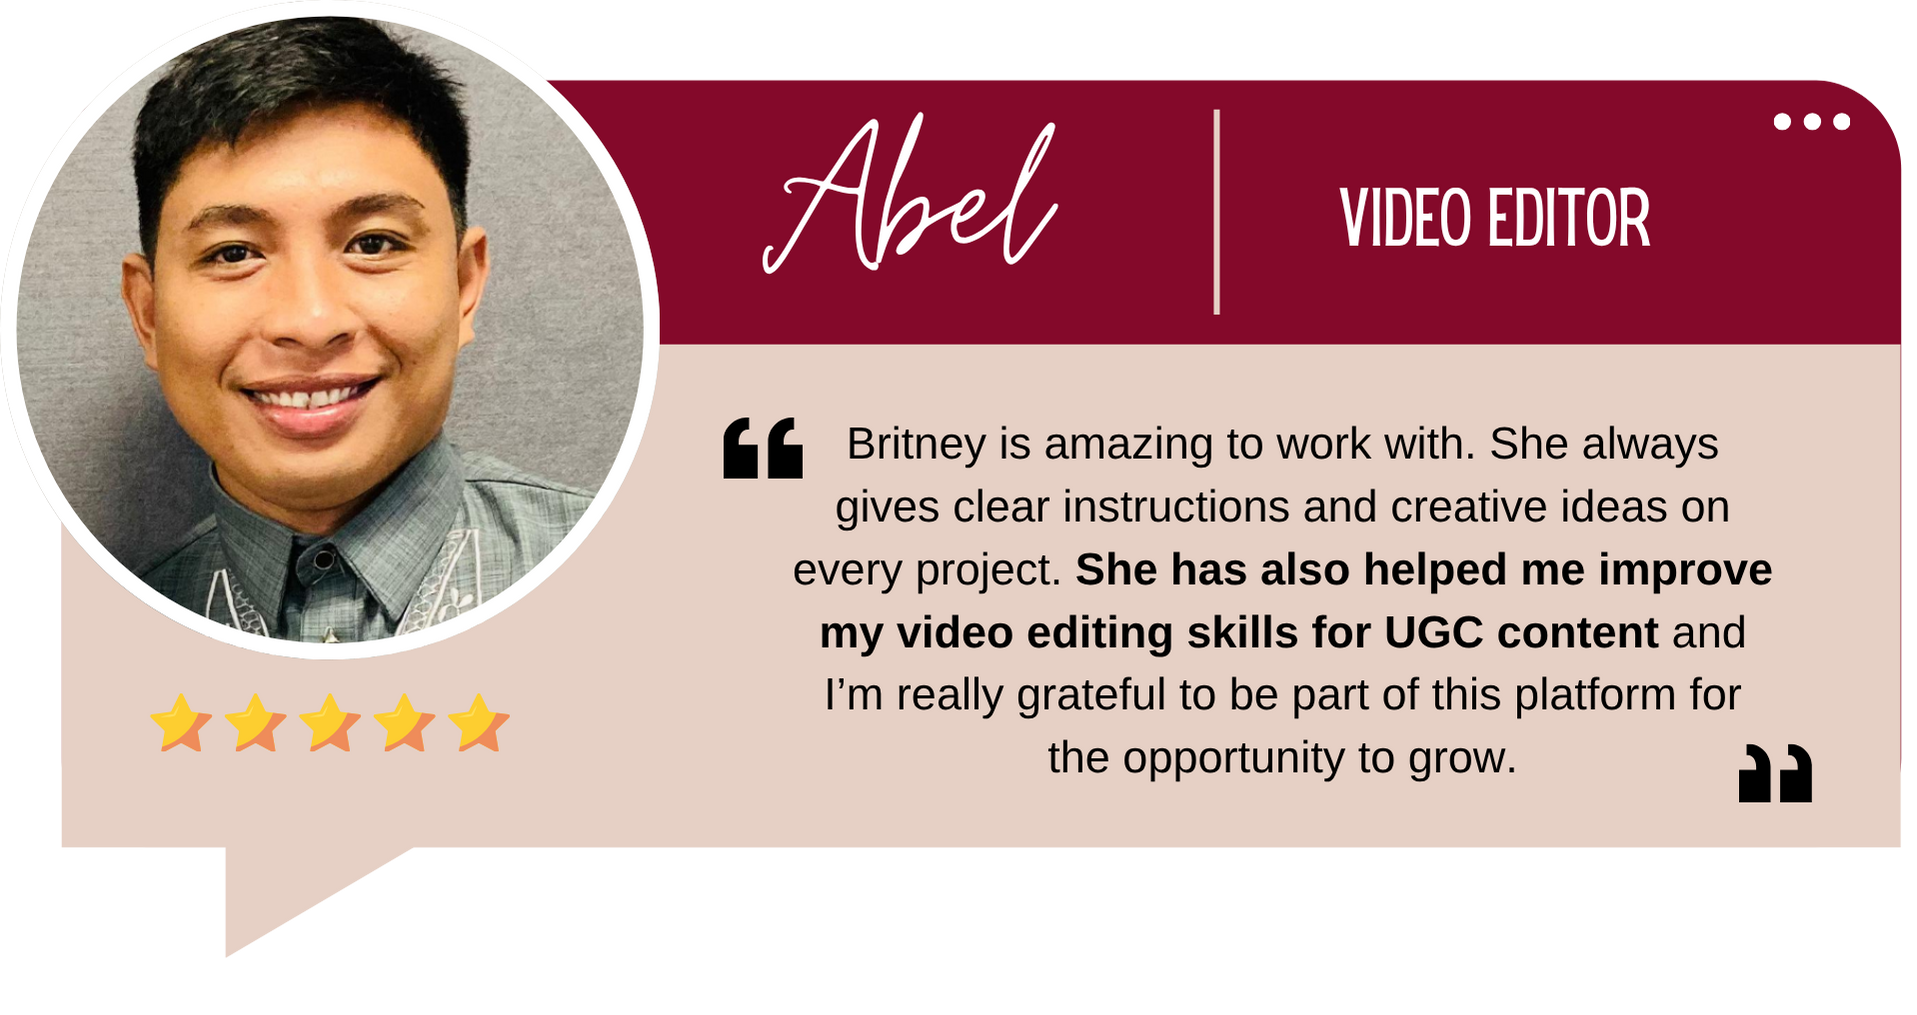 Abel
VIDEO EDITOR
❝ Britney is amazing to work with. She always
gives clear instructions and creative ideas on
every project. She has also helped me improve
my video editing skills for UGC content and
I’m really grateful to be part of this platform for
the opportunity to grow. ❞